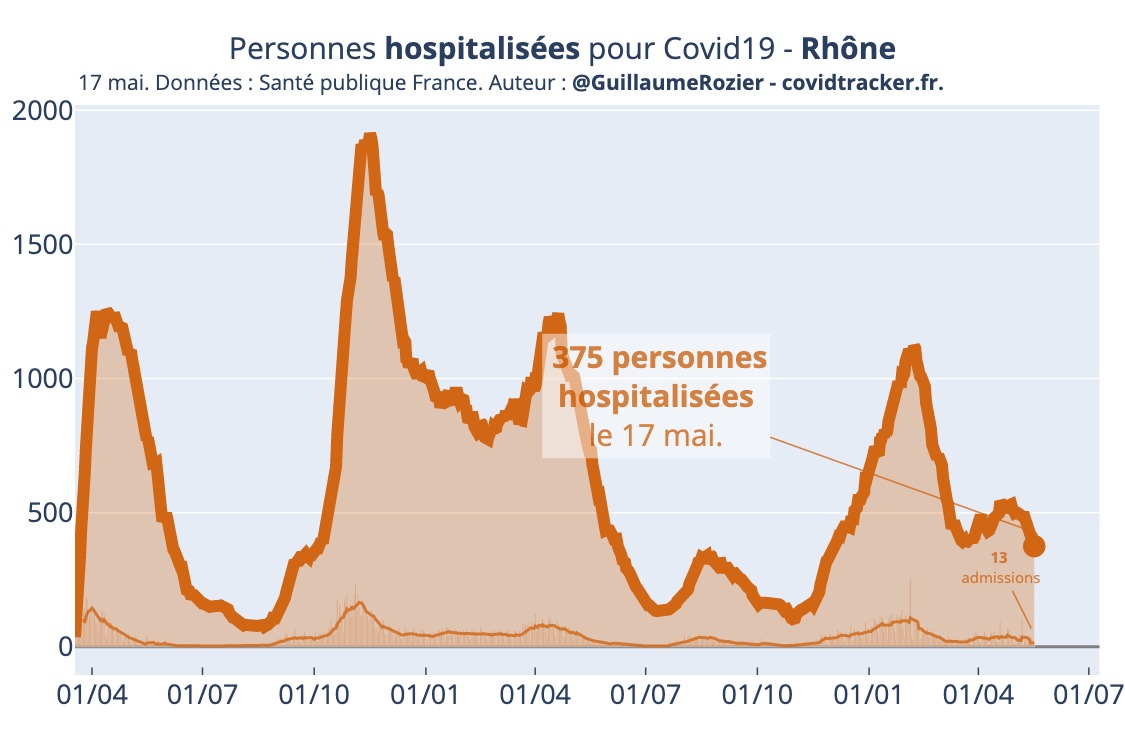 Personnes hospitalisées pour Covid19 - Rhône
17 mai. Données : Santé publique France. Auteur : @GuillaumeRozier - covidtracker.fr.
2000
1500
1000
500
0
375 personnes
hospitalisées
le 17 mai.
13
admissions
01/04 01/07 01/10 01/01 01/04 01/07 01/10 01/01 01/04 01/07